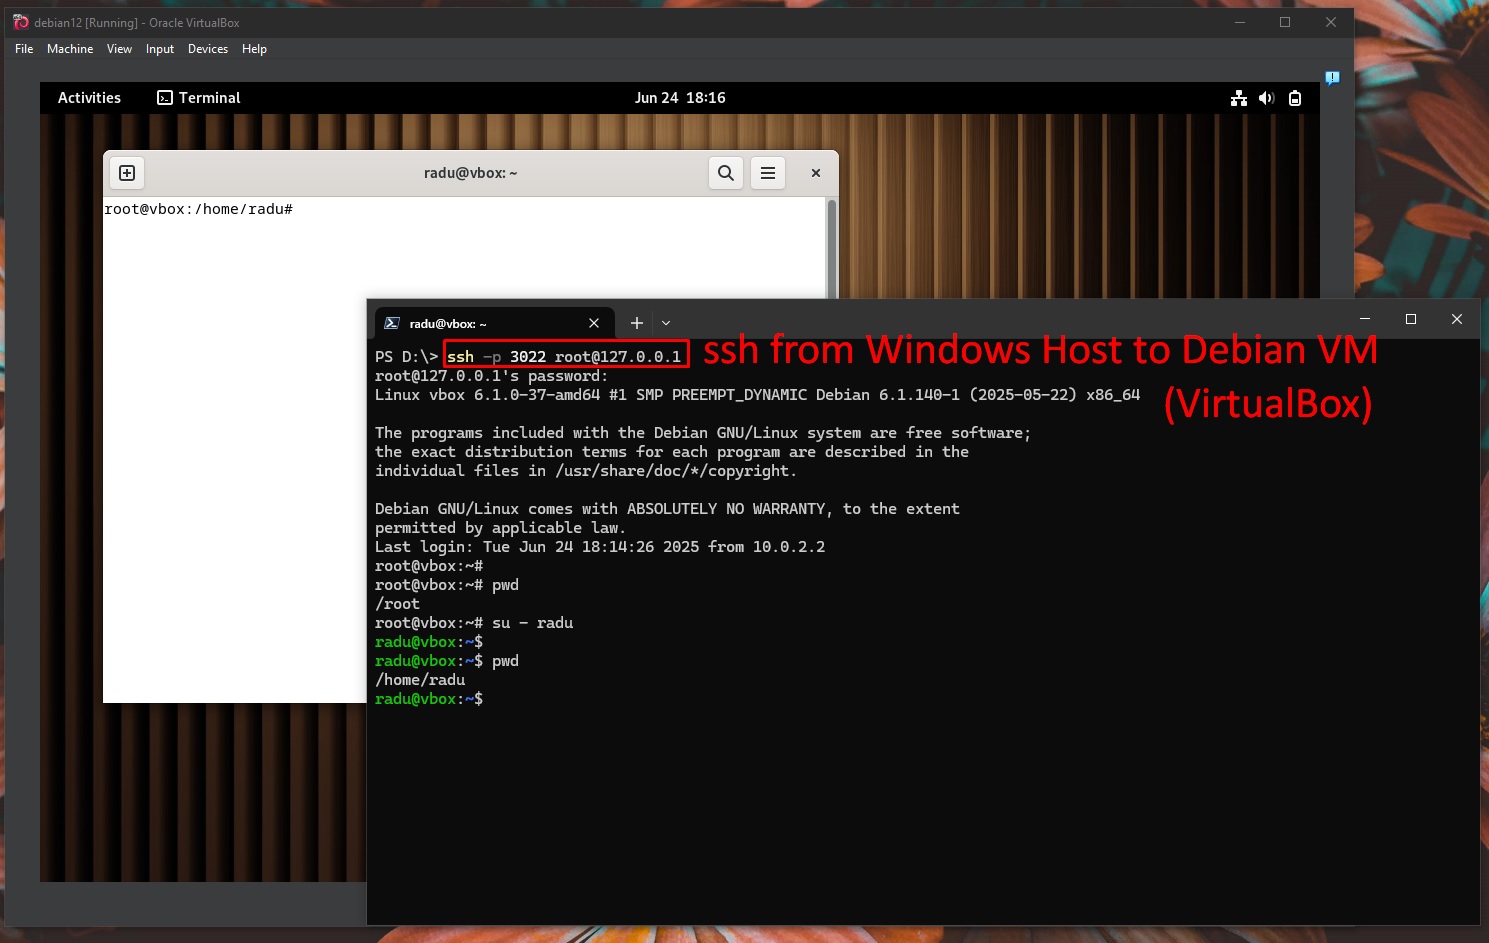 debian12 [Running] - Oracle VirtualBox
File Machine View Input Devices Help
Activities Terminal Jun 24 18:16
radu@vbox: ~
root@vbox:/home/radu#
radu@vbox: ~
PS D:\> ssh -p 3022 root@127.0.0.1
ssh from Windows Host to Debian VM
(VirtualBox)
root@127.0.0.1's password:
Linux vbox 6.1.0-37-amd64 #1 SMP PREEMPT_DYNAMIC Debian 6.1.140-1 (2025-05-22) x86_64
The programs included with the Debian GNU/Linux system are free software;
the exact distribution terms for each program are described in the
individual files in /usr/share/doc/*/copyright.
Debian GNU/Linux comes with ABSOLUTELY NO WARRANTY, to the extent
permitted by applicable law.
Last login: Tue Jun 24 18:14:26 2025 from 10.0.2.2
root@vbox:~#
root@vbox:~# pwd
/root
root@vbox:~# su - radu
radu@vbox:~$
radu@vbox:~$ pwd
/home/radu
radu@vbox:~$